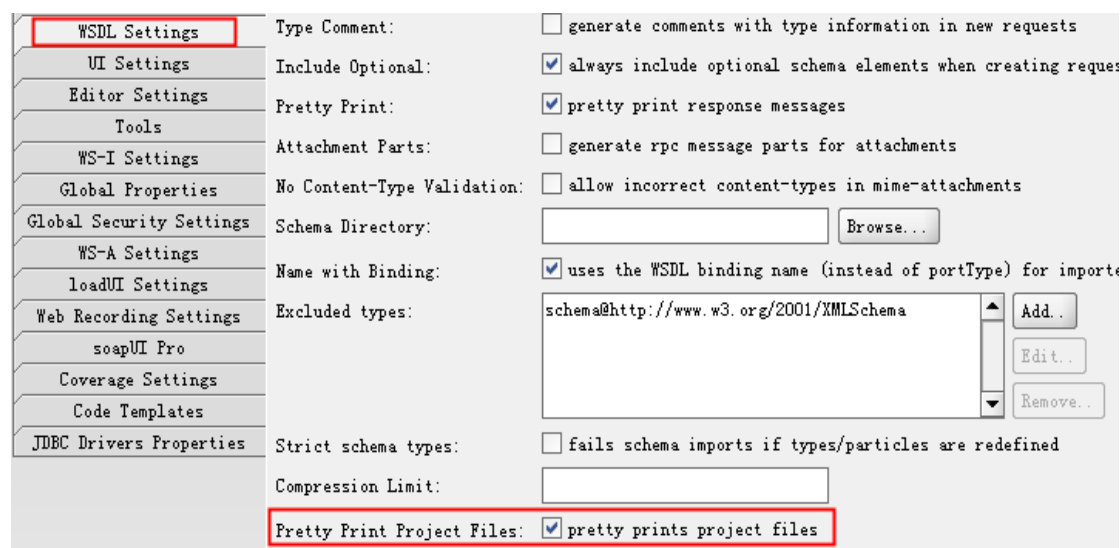 WSDL Settings
UI Settings
Editor Settings
Tools
WS-I Settings
Global Properties
Global Security Settings
WS-A Settings
loadUI Settings
Web Recording Settings
soapUI Pro
Coverage Settings
Code Templates
JDBC Drivers Properties
Type Comment: generate comments with type information in new requests
Include Optional: always include optional schema elements when creating reques
Pretty Print: pretty print response messages
Attachment Parts: generate rpc message parts for attachments
No Content-Type Validation: allow incorrect content-types in mime-attachments
Schema Directory: Browse...
Name with Binding: uses the WSDL binding name (instead of portType) for importe
Excluded types: schema@http://www.w3.org/2001/XMLSchema Add..
Edit..
Remove..
Strict schema types: fails schema imports if types/particles are redefined
Compression Limit:
Pretty Print Project Files: pretty prints project files